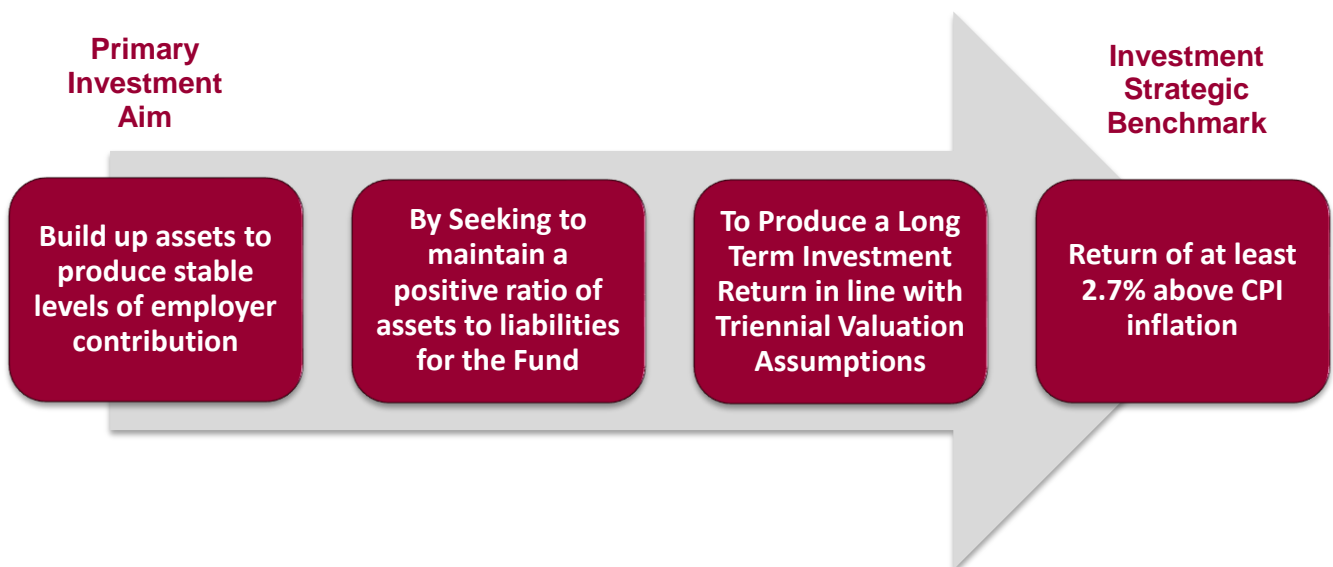 Primary
Investment
Aim
Investment
Strategic
Benchmark
Build up assets to
produce stable
levels of employer
contribution
By Seeking to
maintain a
positive ratio of
assets to liabilities
for the Fund
To Produce a Long
Term Investment
Return in line with
Triennial Valuation
Assumptions
Return of at least
2.7% above CPI
inflation